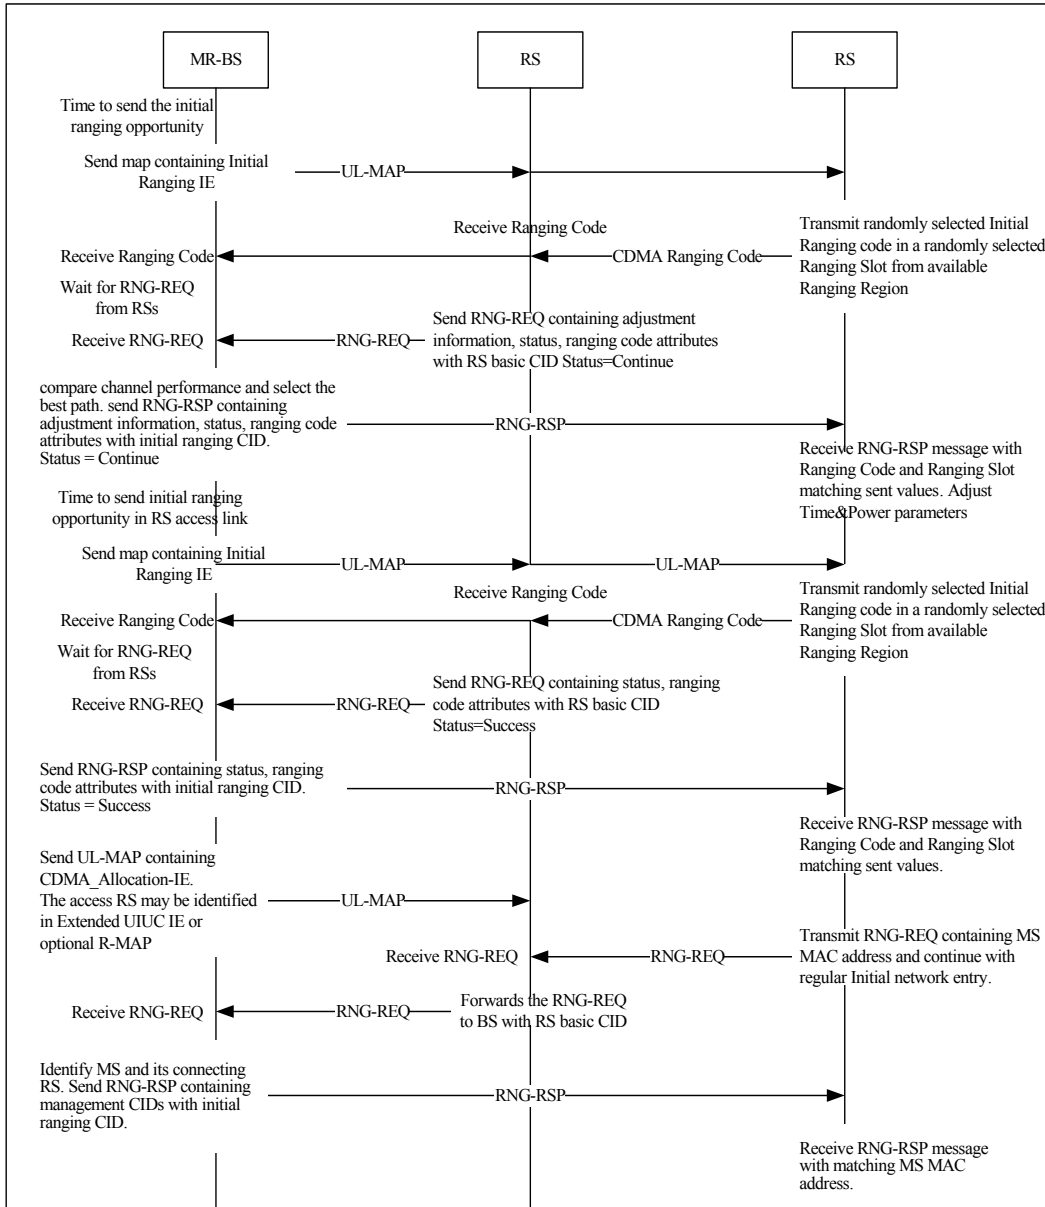 MR-BS
RS
RS
Time to send the initial
ranging opportunity
Send map containing Initial
Ranging IE
UL-MAP
Receive Ranging Code
Transmit randomly selected Initial
Ranging code in a randomly selected
Ranging Slot from available
Ranging Region
Receive Ranging Code
CDMA Ranging Code
Wait for RNG-REQ
from RSs
Receive RNG-REQ
RNG-REQ
Send RNG-REQ containing adjustment
information, status, ranging code attributes
with RS basic CID Status=Continue
compare channel performance and select the
best path. send RNG-RSP containing
adjustment information, status, ranging code
attributes with initial ranging CID.
Status = Continue
RNG-RSP
Receive RNG-RSP message with
Ranging Code and Ranging Slot
matching sent values. Adjust
Time&Power parameters
Time to send initial ranging
opportunity in RS access link
Send map containing Initial
Ranging IE
UL-MAP
UL-MAP
Receive Ranging Code
Transmit randomly selected Initial
Ranging code in a randomly selected
Ranging Slot from available
Ranging Region
Receive Ranging Code
CDMA Ranging Code
Wait for RNG-REQ
from RSs
Receive RNG-REQ
RNG-REQ
Send RNG-REQ containing status, ranging
code attributes with RS basic CID
Status=Success
Send RNG-RSP containing status, ranging
code attributes with initial ranging CID.
Status = Success
RNG-RSP
Receive RNG-RSP message with
Ranging Code and Ranging Slot
matching sent values.
Send UL-MAP containing
CDMA_Allocation-IE.
The access RS may be identified
in Extended UIUC IE or
optional R-MAP
UL-MAP
Transmit RNG-REQ containing MS
MAC address and continue with
regular Initial network entry.
Receive RNG-REQ
RNG-REQ
Receive RNG-REQ
RNG-REQ
Forwards the RNG-REQ
to BS with RS basic CID
Identify MS and its connecting
RS. Send RNG-RSP containing
management CIDs with initial
ranging CID.
RNG-RSP
Receive RNG-RSP message
with matching MS MAC
address.